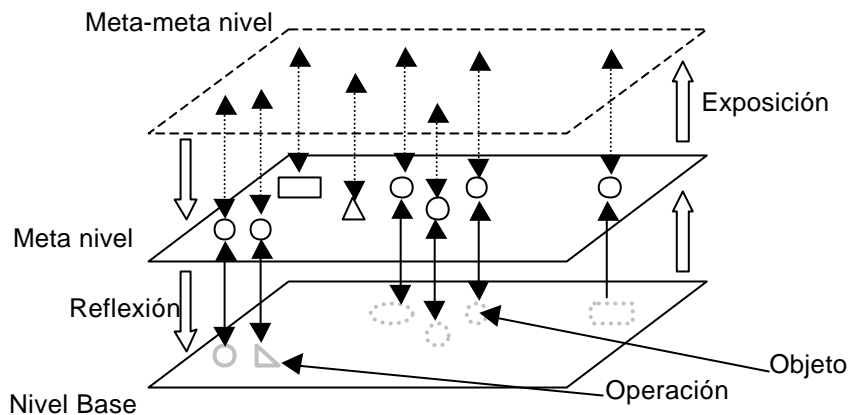 Meta-meta nivel
Exposición
Meta nivel
Reflexión
Objeto
Operación
Nivel Base